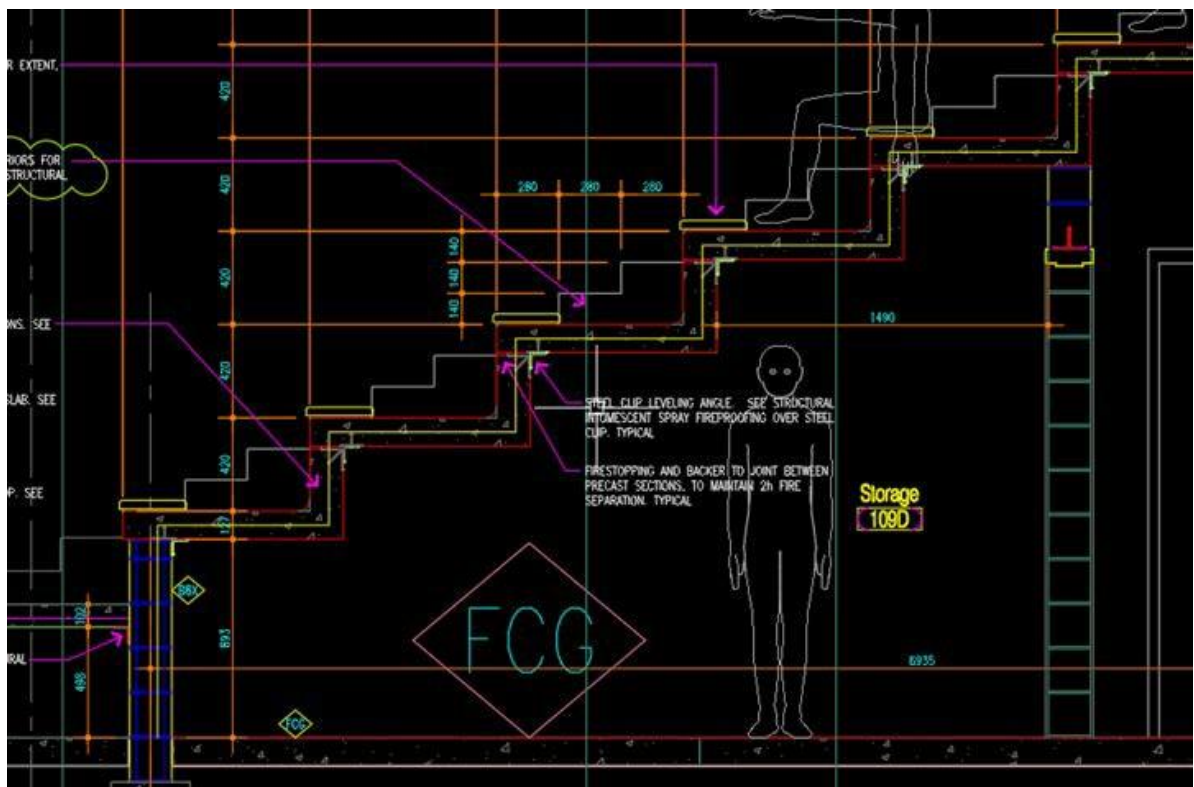 R EXTENT,
420
RIORS FOR
STRUCTURAL
420
280
280
280
140
140
140
420
1490
ONS. SEE
420
SLAB. SEE
STEEL CLIP LEVELING ANGLE. SEE STRUCTURAL
INTUMESCENT SPRAY FIREPROOFING OVER STEEL
CLIP. TYPICAL
420
FIRESTOPPING AND BACKER TO JOINT BETWEEN
PRECAST SECTIONS, TO MAINTAIN 2h FIRE
SEPARATION. TYPICAL
OP. SEE
Storage
109D
127
102
893
FCG
RAL
498
6935
FCG